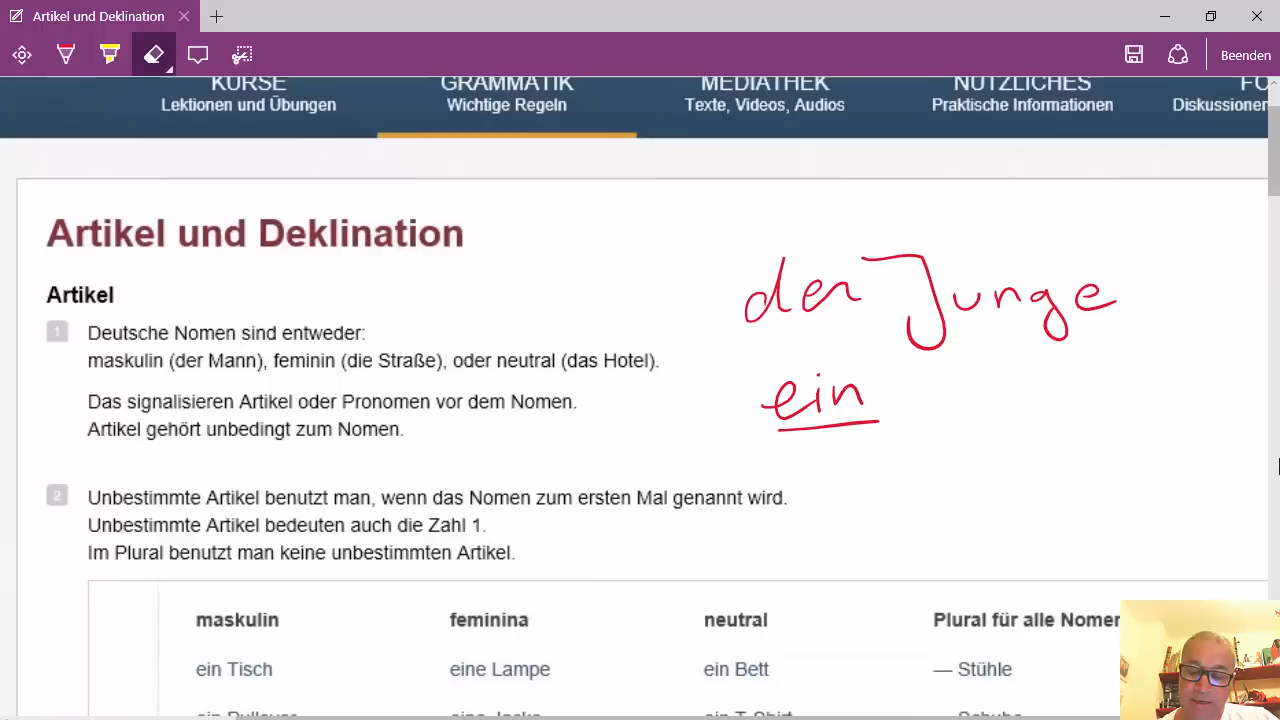 Artikel und Deklination
Beenden
KURSE
Lektionen und Übungen
GRAMMATIK
Wichtige Regeln
MEDIATHEK
Texte, Videos, Audios
NÜTZLICHES
Praktische Informationen
FO
Diskussionen
Artikel und Deklination
Artikel
1 Deutsche Nomen sind entweder:
maskulin (der Mann), feminin (die Straße), oder neutral (das Hotel).
Das signalisieren Artikel oder Pronomen vor dem Nomen.
Artikel gehört unbedingt zum Nomen.
der Junge
ein
2 Unbestimmte Artikel benutzt man, wenn das Nomen zum ersten Mal genannt wird.
Unbestimmte Artikel bedeuten auch die Zahl 1.
Im Plural benutzt man keine unbestimmten Artikel.
maskulin feminina neutral Plural für alle Nomen
ein Tisch eine Lampe ein Bett — Stühle